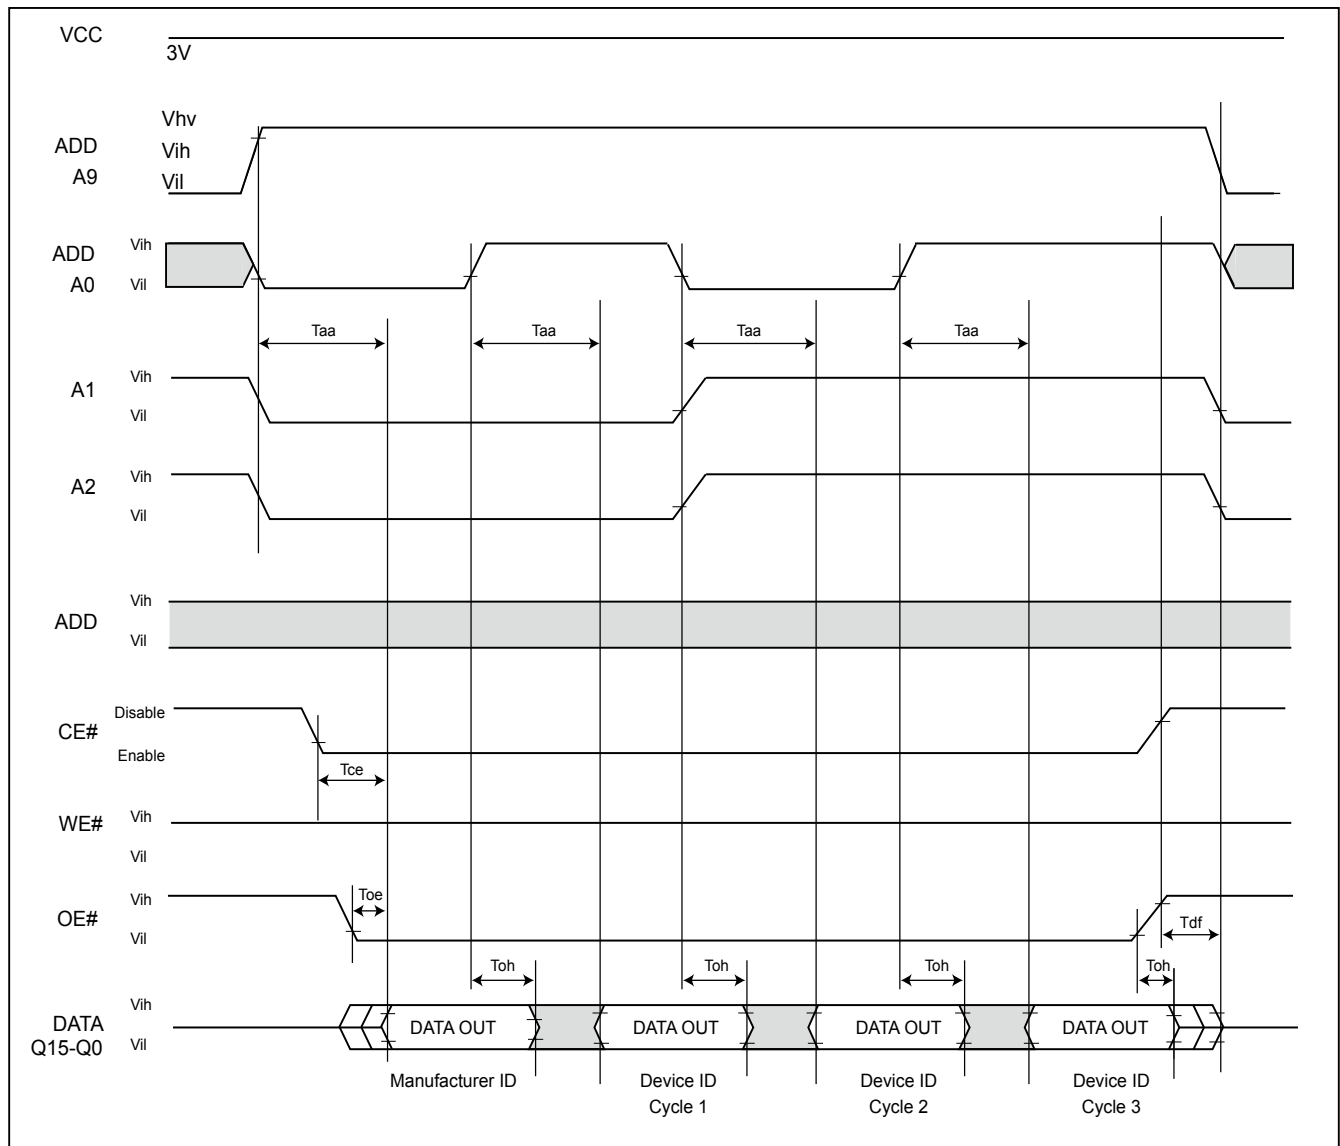 VCC
3V
Vhv
ADD
Vih
A9
Vil
ADD
Vih
A0
Vil
Taa
Taa
Taa
Taa
A1
Vih
Vil
A2
Vih
Vil
ADD
Vih
Vil
CE#
Disable
Enable
Tce
WE#
Vih
Vil
OE#
Vih
Vil
Toe
Tdf
Toh
Toh
Toh
Toh
DATA
Q15-Q0
Vih
Vil
DATA OUT
DATA OUT
DATA OUT
DATA OUT
Manufacturer ID
Device ID
Cycle 1
Device ID
Cycle 2
Device ID
Cycle 3